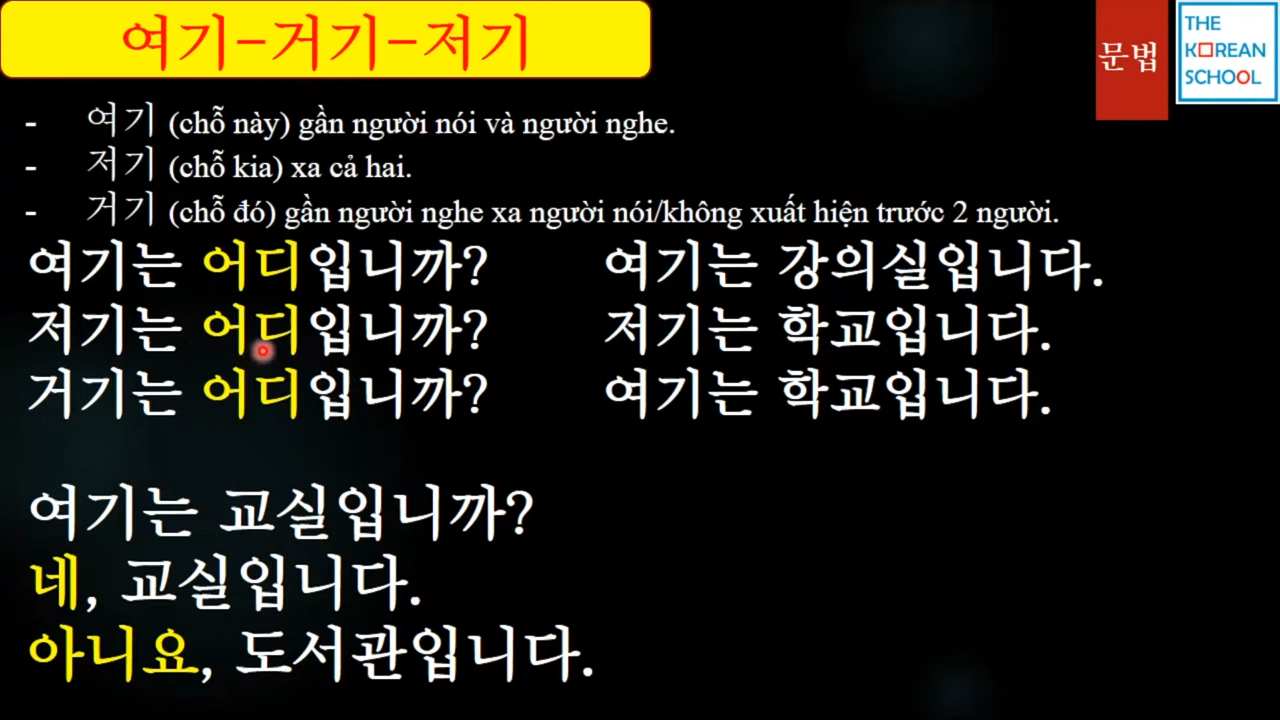 여기-거기-저기
문법
THE
KOREAN
SCHOOL
- 여기 (chỗ này) gần người nói và người nghe.
- 저기 (chỗ kia) xa cả hai.
- 거기 (chỗ đó) gần người nghe xa người nói/không xuất hiện trước 2 người.
여기는 어디입니까? 여기는 강의실입니다.
저기는 어디입니까? 저기는 학교입니다.
거기는 어디입니까? 여기는 학교입니다.
여기는 교실입니까?
네, 교실입니다.
아니요, 도서관입니다.